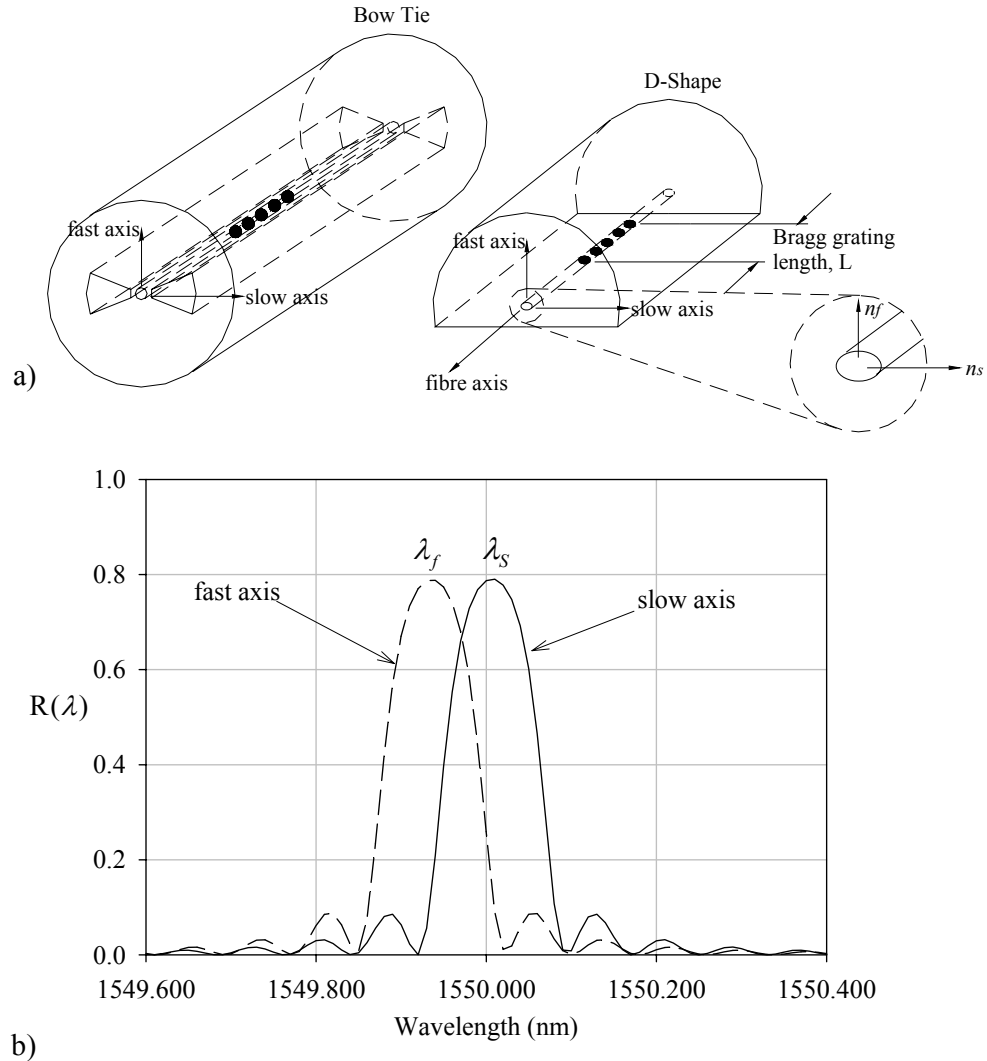 Bow Tie
D-Shape
fast axis
slow axis
fast axis
slow axis
fibre axis
Bragg grating
length, L
nf
ns
a)
1.0
0.8
0.6
0.4
0.2
0.0
R(λ)
λf
λS
fast axis
slow axis
1549.600
1549.800
1550.000
1550.200
1550.400
Wavelength (nm)
b)